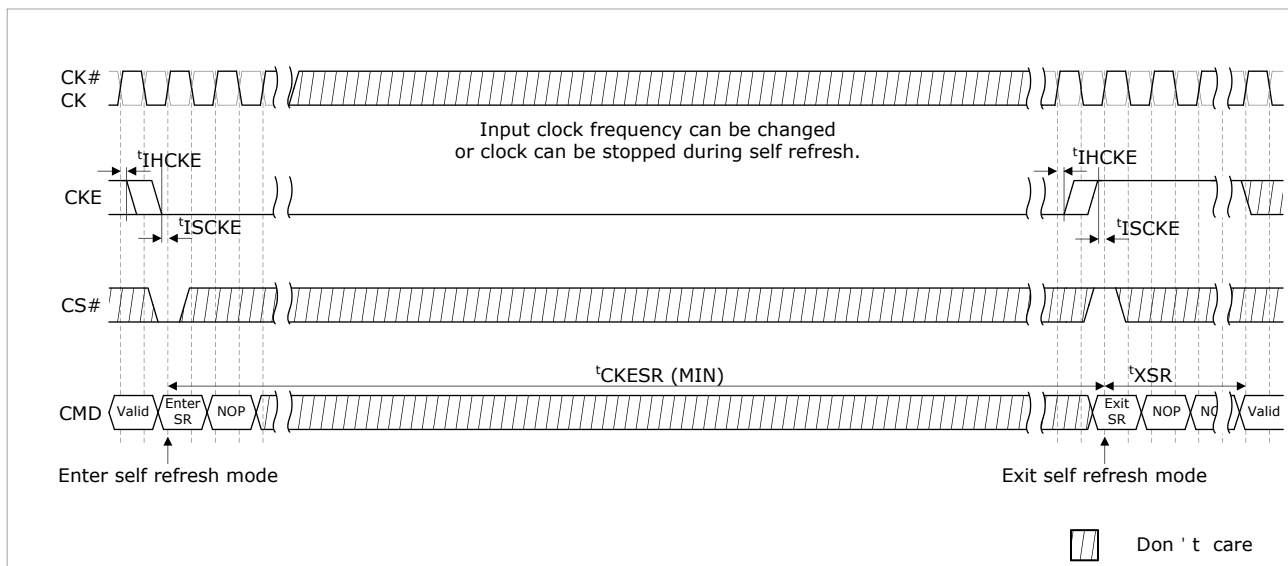 CK#
CK
Input clock frequency can be changed
or clock can be stopped during self refresh.
tIHCKE
tIHCKE
CKE
tISCKE
tISCKE
CS#
tCKESR (MIN)
tXSR
CMD
Valid
Enter
SR
NOP
Exit
SR
NOP
Valid
Enter self refresh mode
Exit self refresh mode
Don ' t care